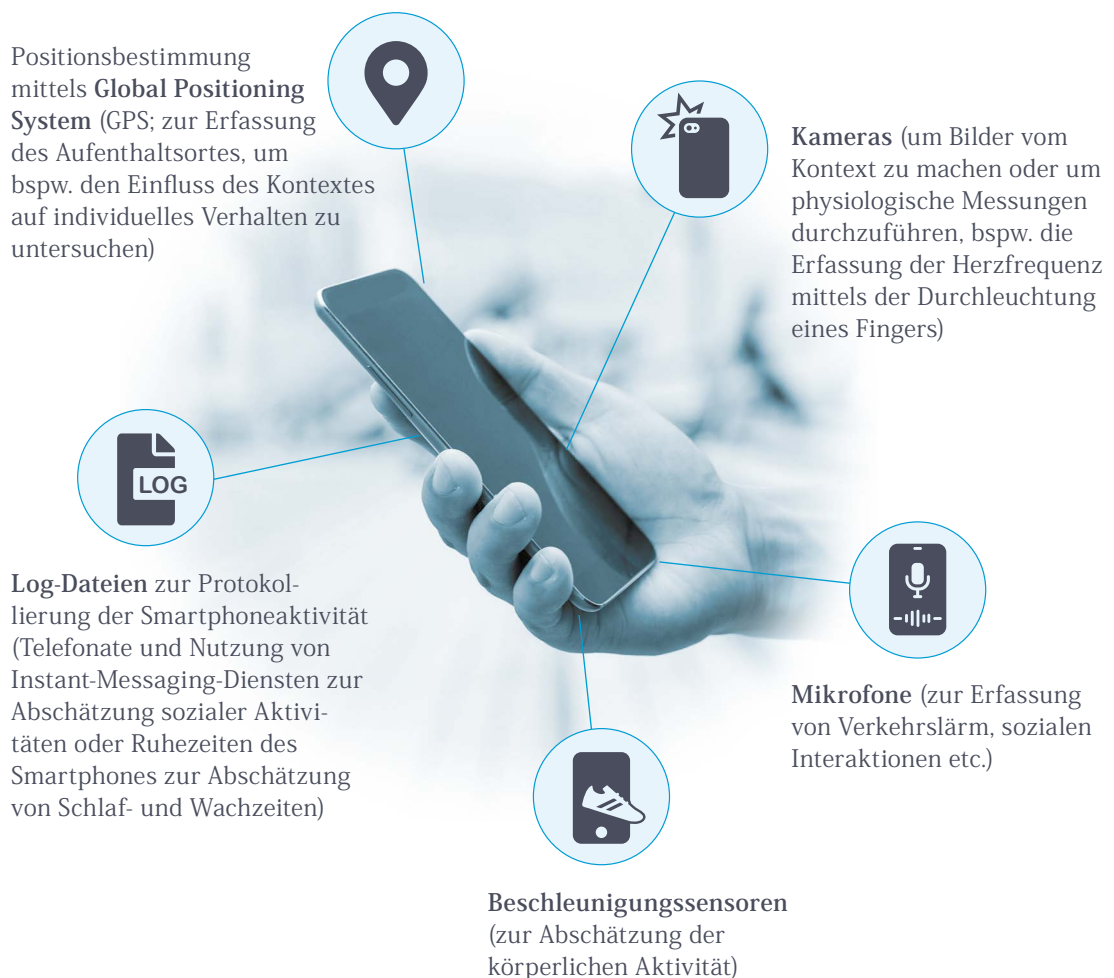 Positionsbestimmung
mittels Global Positioning
System (GPS; zur Erfassung
des Aufenthaltsortes, um
bspw. den Einfluss des Kontextes
auf individuelles Verhalten zu
untersuchen)
Kameras (um Bilder vom
Kontext zu machen oder um
physiologische Messungen
durchzuführen, bspw. die
Erfassung der Herzfrequenz
mittels der Durchleuchtung
eines Fingers)
LOG
Log-Dateien zur Protokol-
lierung der Smartphoneaktivität
(Telefonate und Nutzung von
Instant-Messaging-Diensten zur
Abschätzung sozialer Aktivi-
täten oder Ruhezeiten des
Smartphones zur Abschätzung
von Schlaf- und Wachzeiten)
Mikrofone (zur Erfassung
von Verkehrslärm, sozialen
Interaktionen etc.)
Beschleunigungssensoren
(zur Abschätzung der
körperlichen Aktivität)